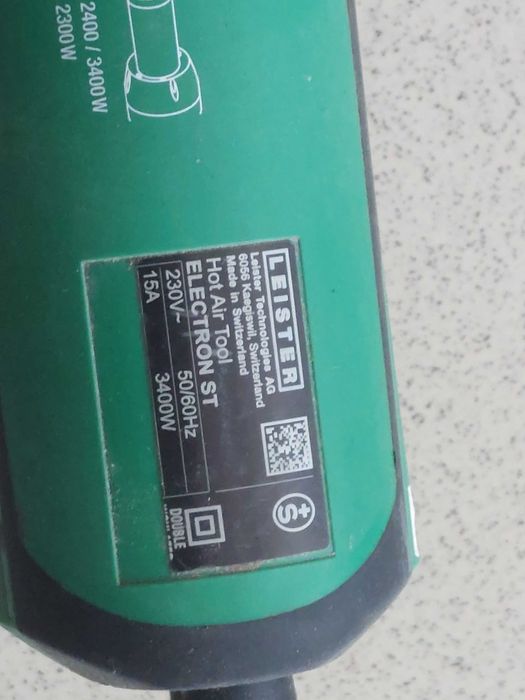 2400 / 3400W
2300W
LEISTER
Leister Technologies AG
6056 Kaegiswil, Switzerland
Made in Switzerland
Hot Air Tool
ELECTRON ST
230V~ 50/60Hz
15A 3400W
+S
DOUBLE